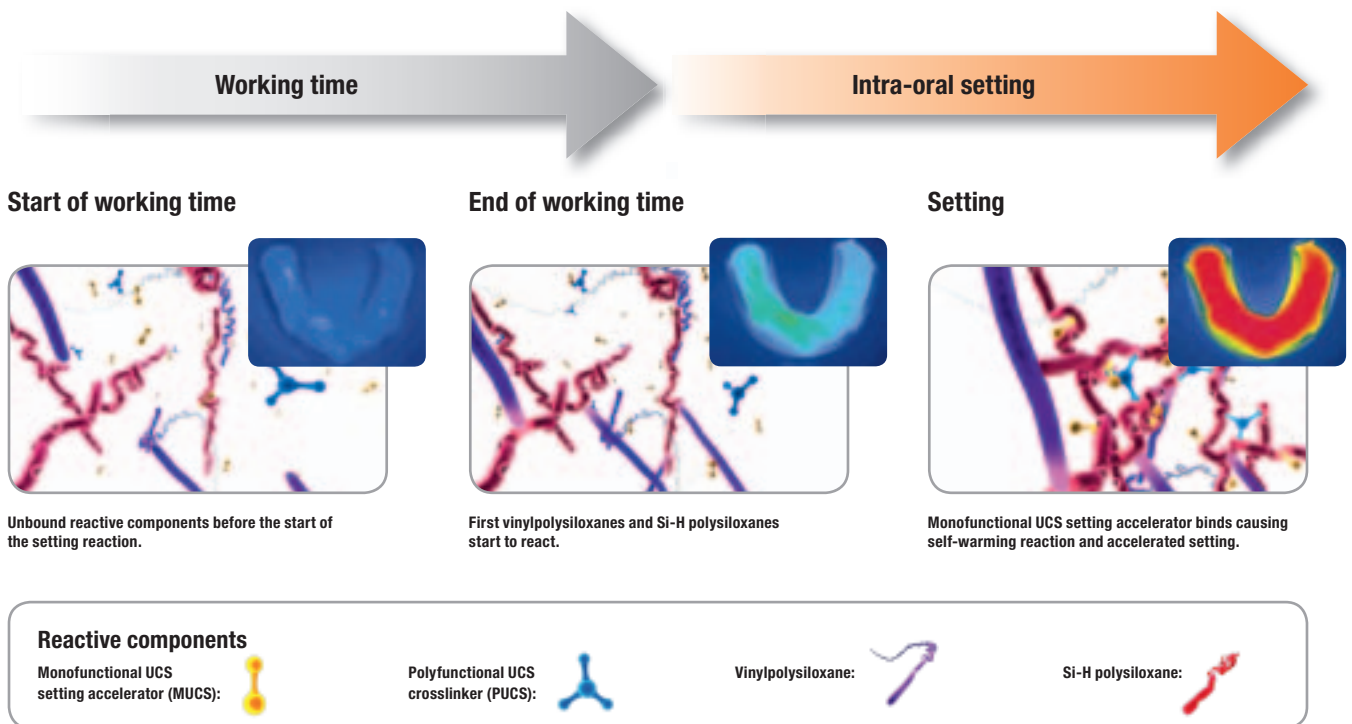 Working time
Intra-oral setting
Start of working time
End of working time
Setting
Unbound reactive components before the start of
the setting reaction.
First vinylpolysiloxanes and Si-H polysiloxanes
start to react.
Monofunctional UCS setting accelerator binds causing
self-warming reaction and accelerated setting.
Reactive components
Monofunctional UCS
setting accelerator (MUCS):
Polyfunctional UCS
crosslinker (PUCS):
Vinylpolysiloxane:
Si-H polysiloxane: